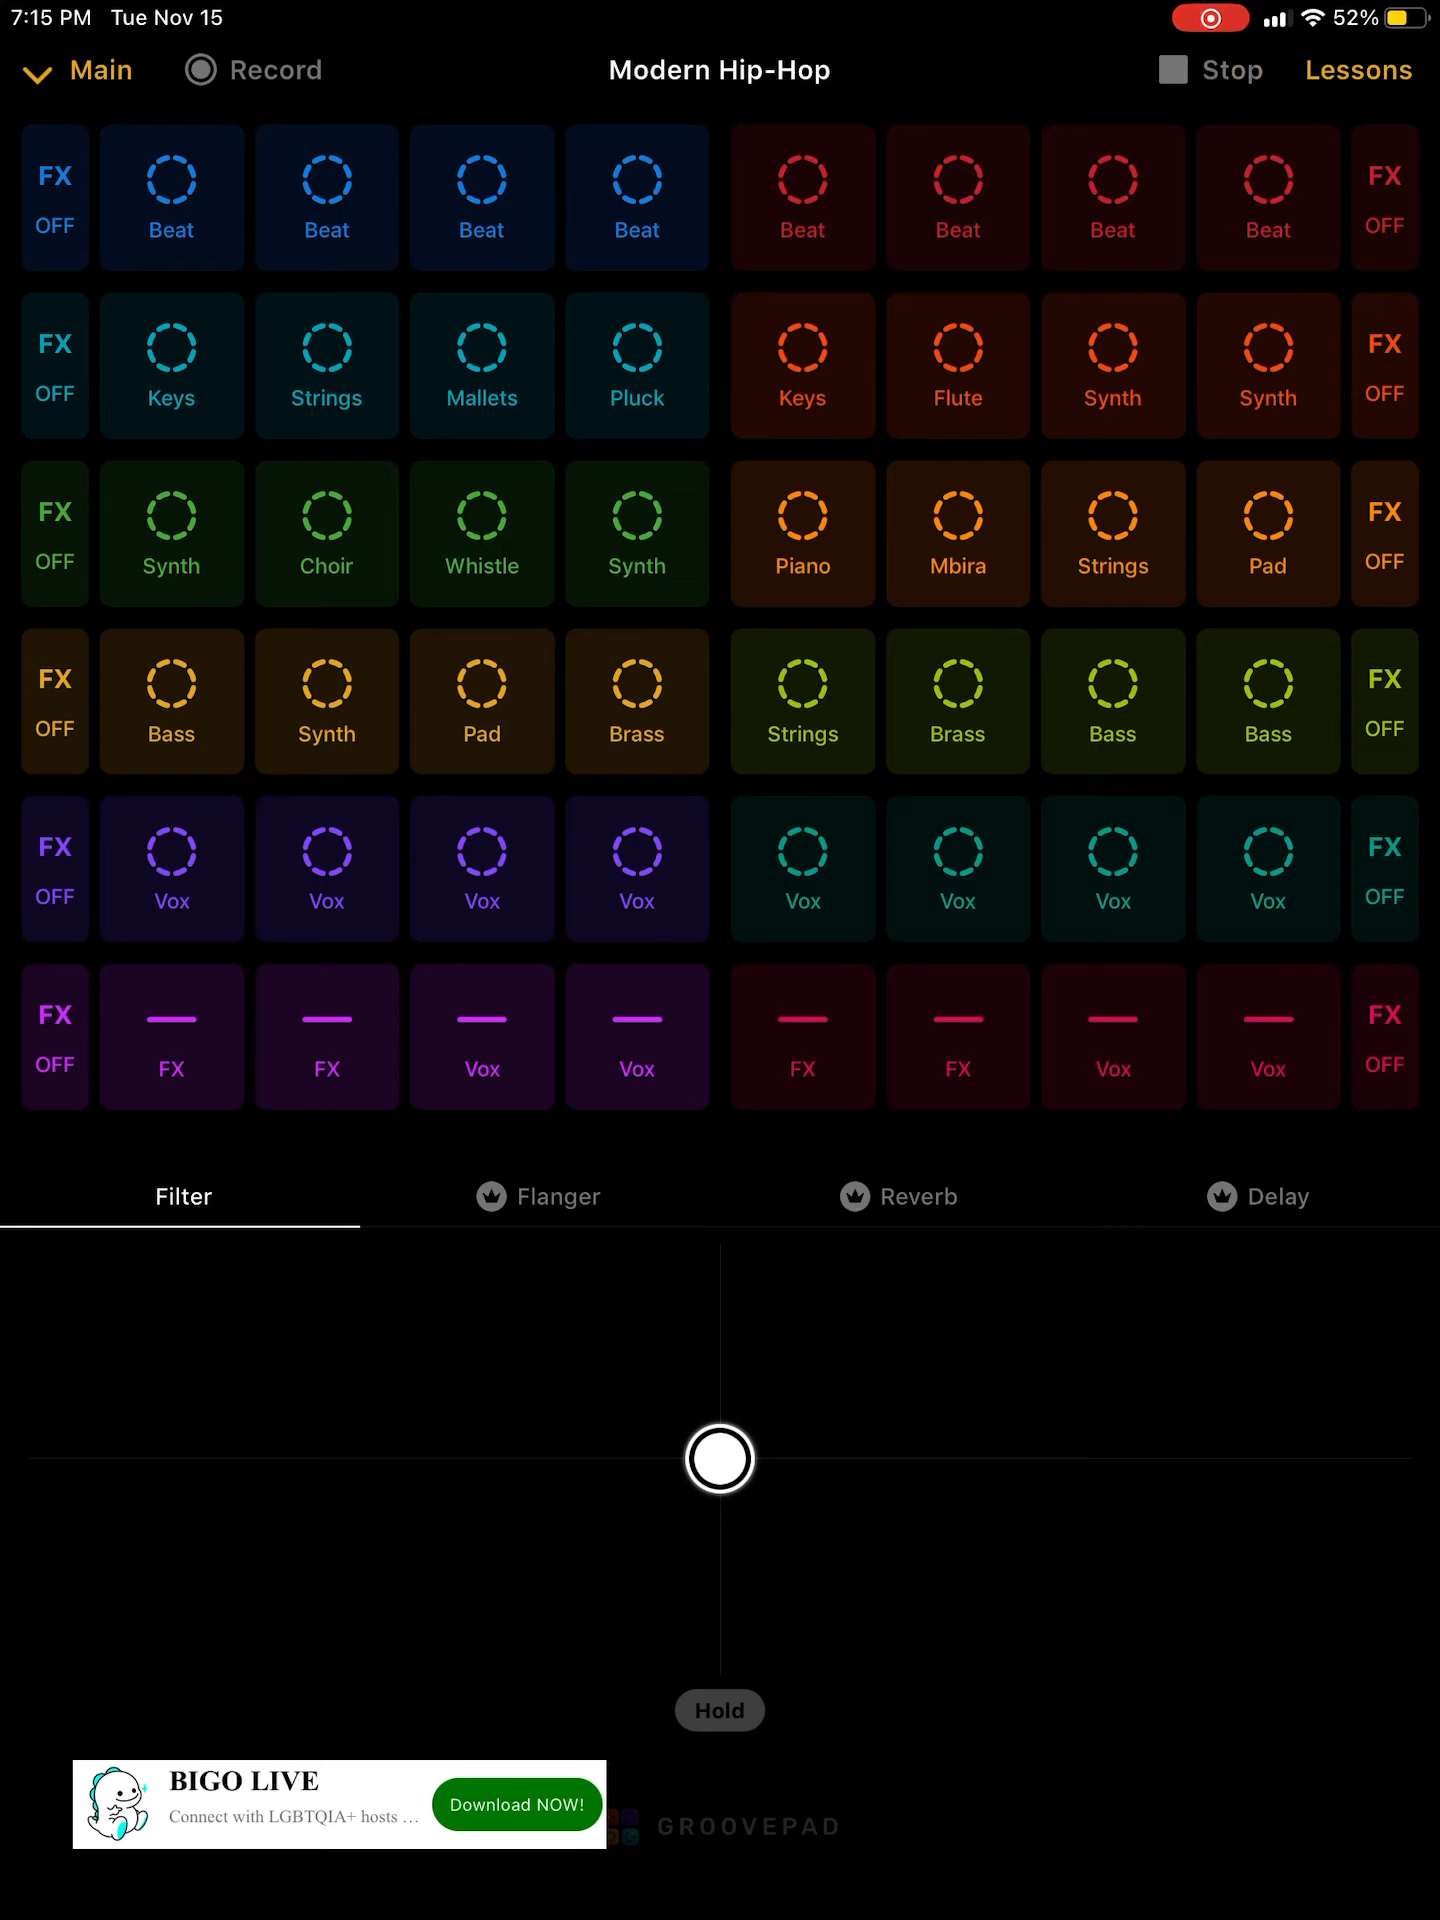 7:15 PM Tue Nov 15 52%
Main Record Modern Hip-Hop Stop Lessons
FX Beat Beat Beat Beat Beat Beat Beat Beat FX
OFF OFF
FX Keys Strings Mallets Pluck Keys Flute Synth Synth FX
OFF OFF
FX Synth Choir Whistle Synth Piano Mbira Strings Pad FX
OFF OFF
FX Bass Synth Pad Brass Strings Brass Bass Bass FX
OFF OFF
FX Vox Vox Vox Vox Vox Vox Vox Vox FX
OFF OFF
FX FX FX Vox Vox FX FX Vox Vox FX
OFF OFF
Filter Flanger Reverb Delay
Hold
BIGO LIVE
Connect with LGBTQIA+ hosts ...
Download NOW!
GROOVEPAD